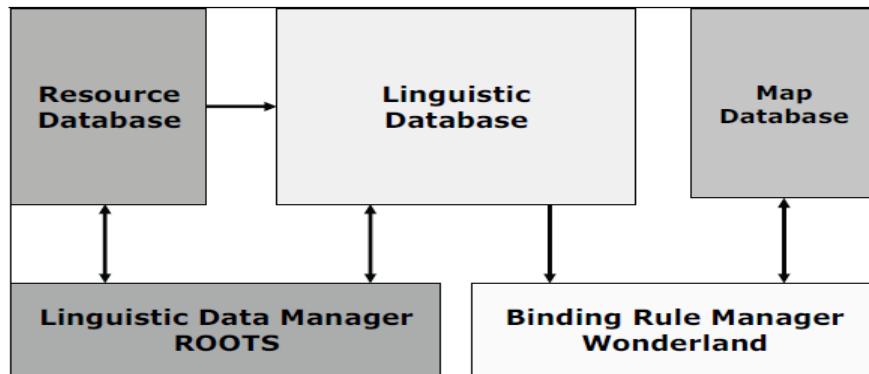 Resource
Database
Linguistic
Database
Map
Database
Linguistic Data Manager
ROOTS
Binding Rule Manager
Wonderland